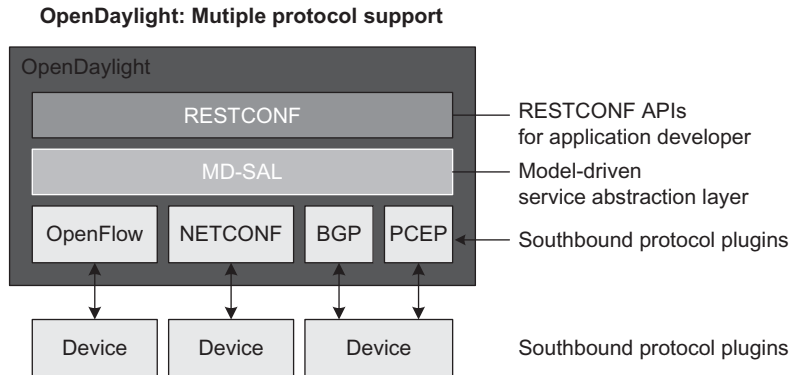 OpenDaylight: Mutiple protocol support
OpenDaylight
RESTCONF
RESTCONF APIs
for application developer
MD-SAL
Model-driven
service abstraction layer
OpenFlow
NETCONF
BGP
PCEP
Southbound protocol plugins
Device
Device
Device
Southbound protocol plugins